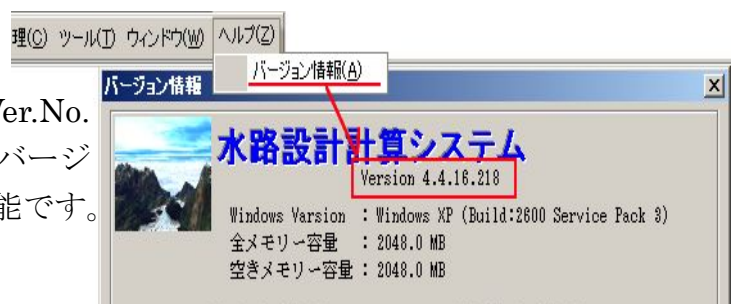 理(C) ツール(T) ウィンドウ(W) ヘルプ(Z)
バージョン情報(A)
バージョン情報
Ver.No.
バージ
能です。
水路設計計算システム
Version 4.4.16.218
Windows Varsion : Windows XP (Build:2600 Service Pack 3)
全メモリー容量 : 2048.0 MB
空きメモリー容量 : 2048.0 MB